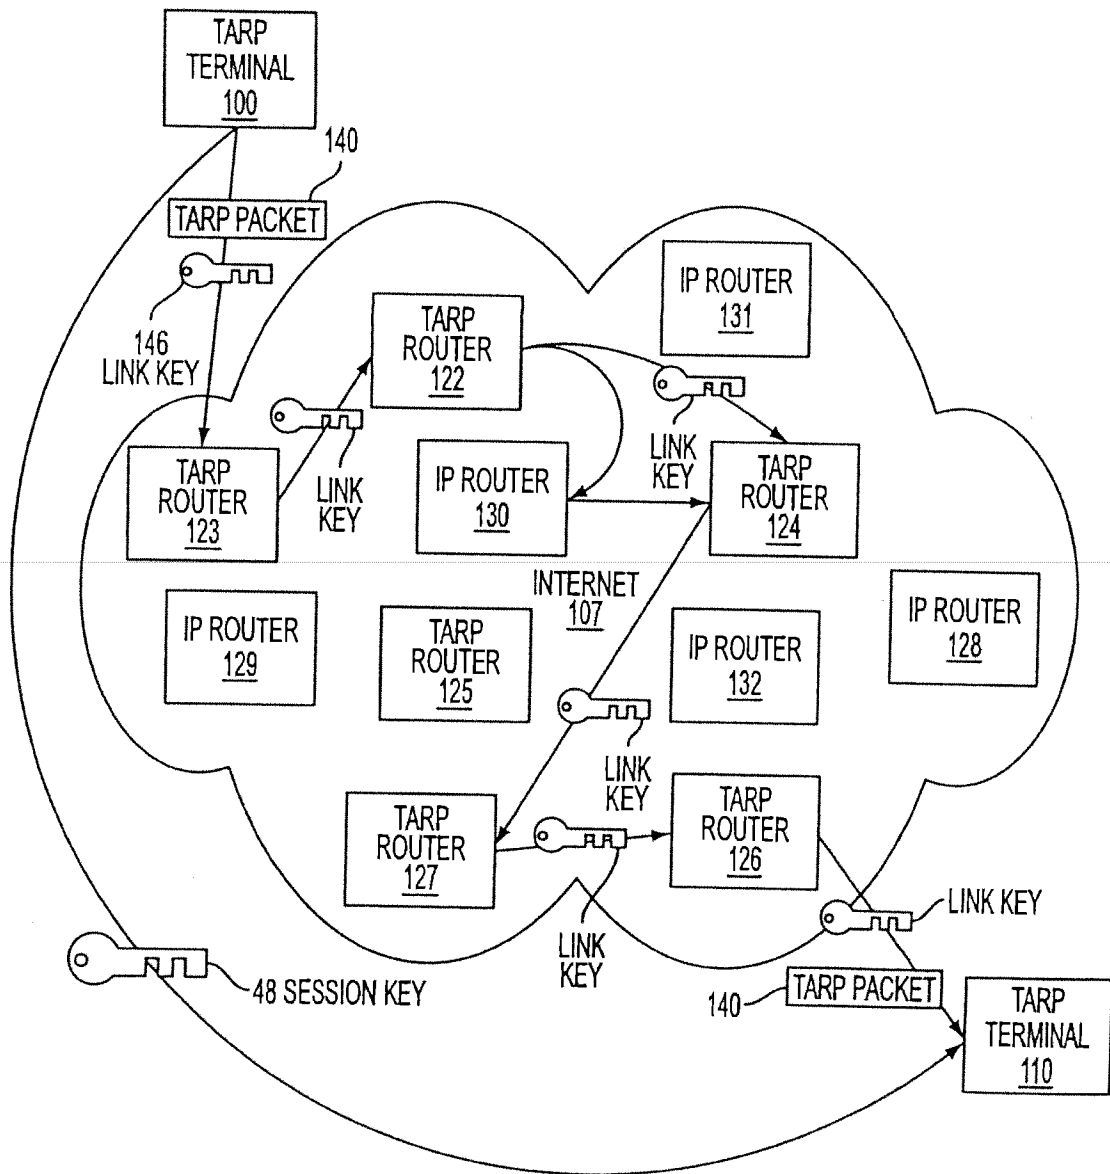 TARP
TERMINAL
100
140
TARP PACKET
146
LINK KEY
IP ROUTER
131
TARP
ROUTER
122
LINK
KEY
LINK
KEY
TARP
ROUTER
123
IP ROUTER
130
TARP
ROUTER
124
INTERNET
107
IP ROUTER
129
TARP
ROUTER
125
IP ROUTER
132
IP ROUTER
128
LINK
KEY
TARP
ROUTER
127
TARP
ROUTER
126
LINK
KEY
LINK KEY
48 SESSION KEY
140
TARP PACKET
TARP
TERMINAL
110